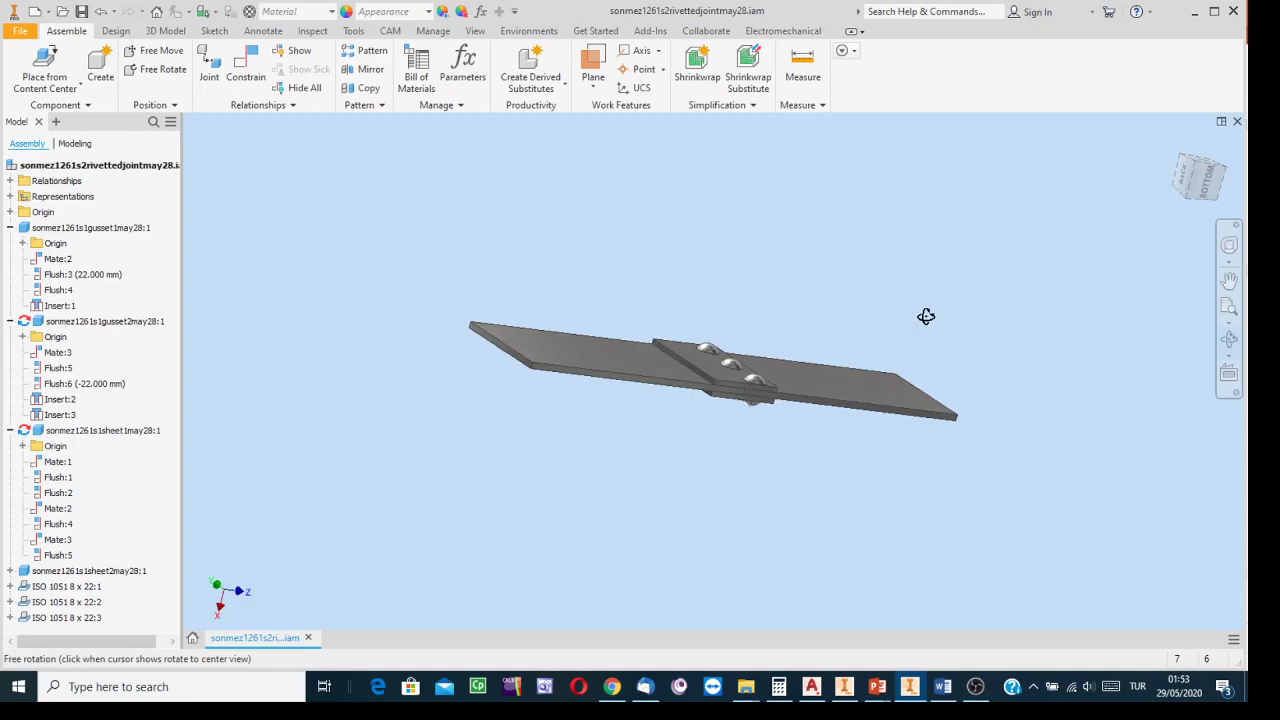 Material
Appearance
fx
sonmez1261s2rivettedjointmay28.iam
Search Help & Commands...
Sign In
File
Assembly
Design
3D Model
Sketch
Annotate
Inspect
Tools
CAM
Manage
View
Environments
Get Started
Add-Ins
Collaborate
Electromechanical
Place from
Content Center
Create
Free Move
Free Rotate
Joint
Constrain
Show
Show Sick
Hide All
Pattern
Mirror
Copy
Bill of
Materials
fx
Parameters
Create Derived
Substitutes
Plane
Axis
Point
UCS
Shrinkwrap
Shrinkwrap
Substitute
Measure
Component
Position
Relationships
Pattern
Manage
Productivity
Work Features
Simplification
Measure
Model
Assembly
Modeling
sonmez1261s2rivettedjointmay28.ia
Relationships
Representations
Origin
sonmez1261s1gusset1may28:1
Origin
Mate:2
Flush:3 (22.000 mm)
Flush:4
Insert:1
sonmez1261s1gusset2may28:1
Origin
Mate:3
Flush:5
Flush:6 (-22.000 mm)
Insert:2
Insert:3
sonmez1261s1sheet1may28:1
Origin
Mate:1
Flush:1
Flush:2
Mate:2
Flush:4
Mate:3
Flush:5
sonmez1261s1sheet2may28:1
ISO 1051 8 x 22:1
ISO 1051 8 x 22:2
ISO 1051 8 x 22:3
BACK
BOTTOM
Y
Z
X
sonmez1261s2ri...iam
Free rotation (click when cursor shows rotate to center view)
7
6
Type here to search
TUR
01:53
29/05/2020
3